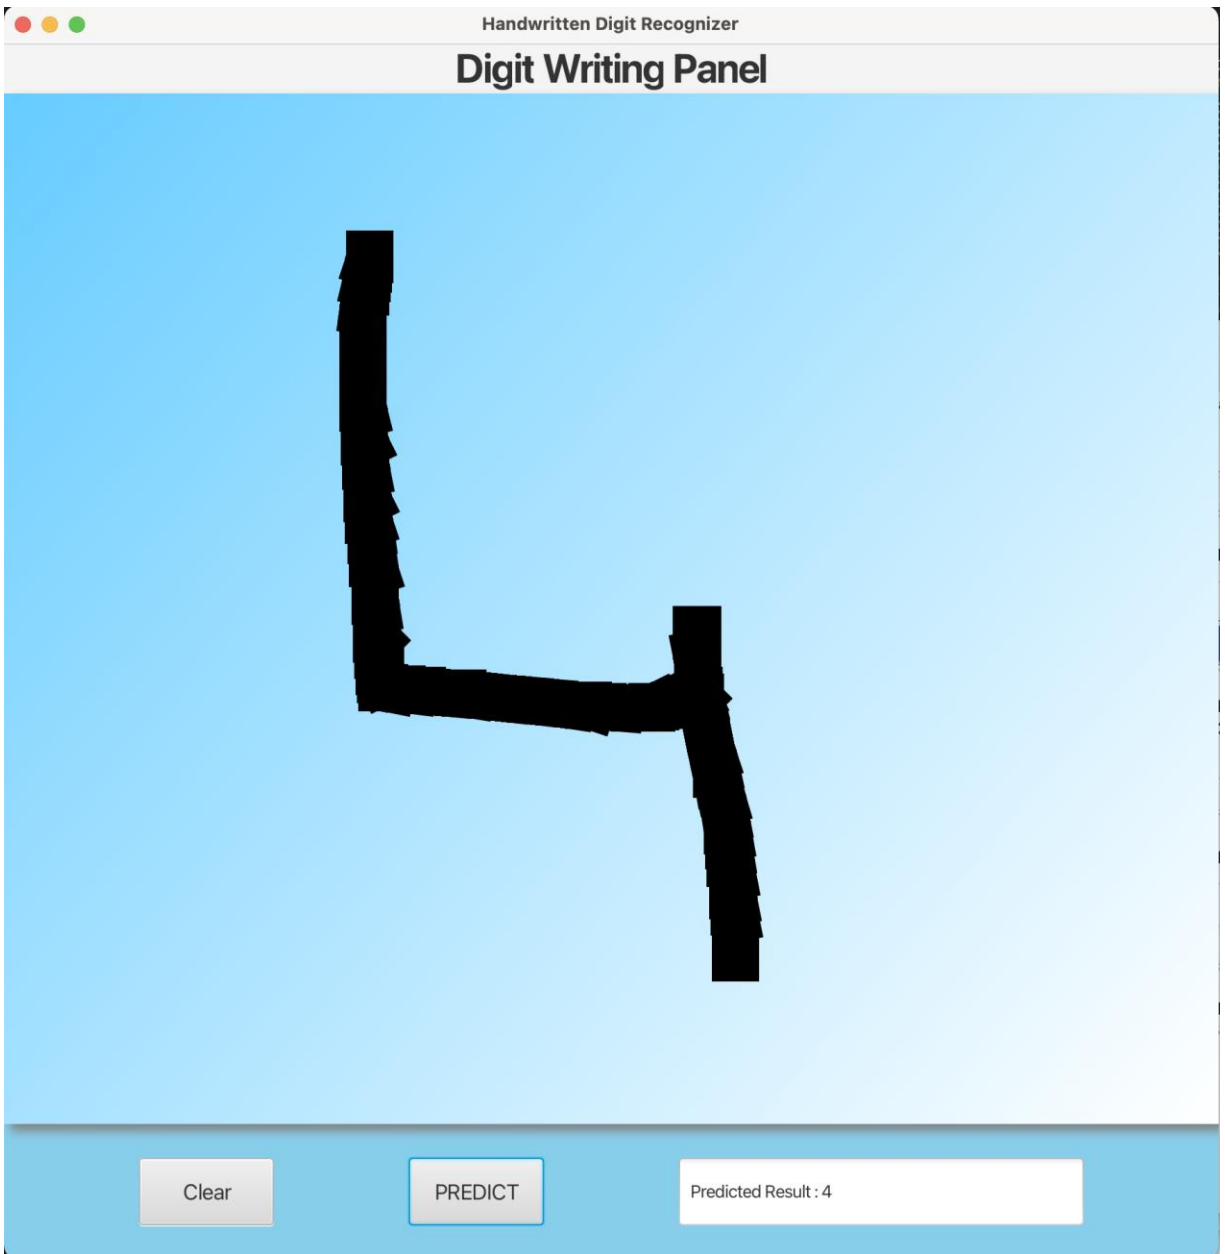 Handwritten Digit Recognizer
Digit Writing Panel
4
Clear
PREDICT
Predicted Result : 4